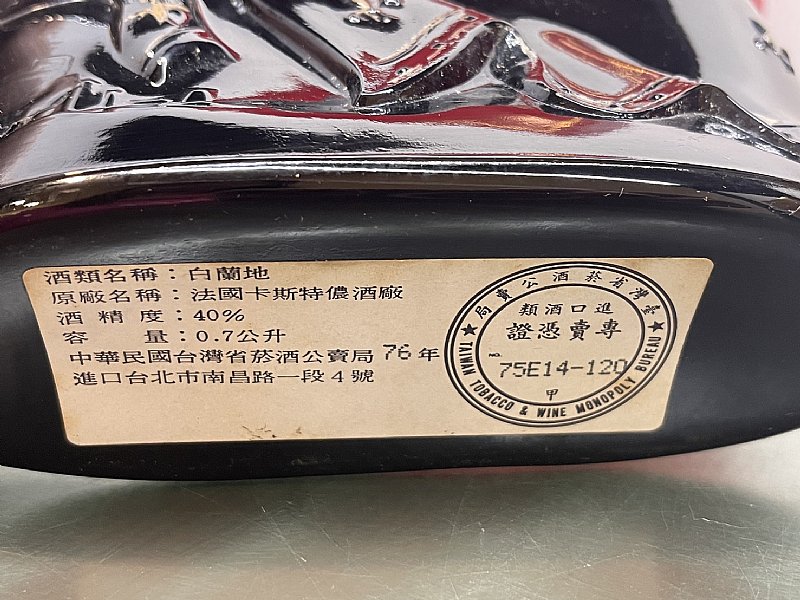 酒類名稱：白蘭地
原廠名稱：法國卡斯特儂酒廠
酒精度：40%
容量：0.7公升
中華民國台灣省菸酒公賣局76年
進口台北市南昌路一段4號
臺灣省菸酒公賣局
進口酒類
專賣憑證
№ 75E14-120
甲
★ TAIWAN TOBACCO & WINE MONOPOLY BUREAU ★